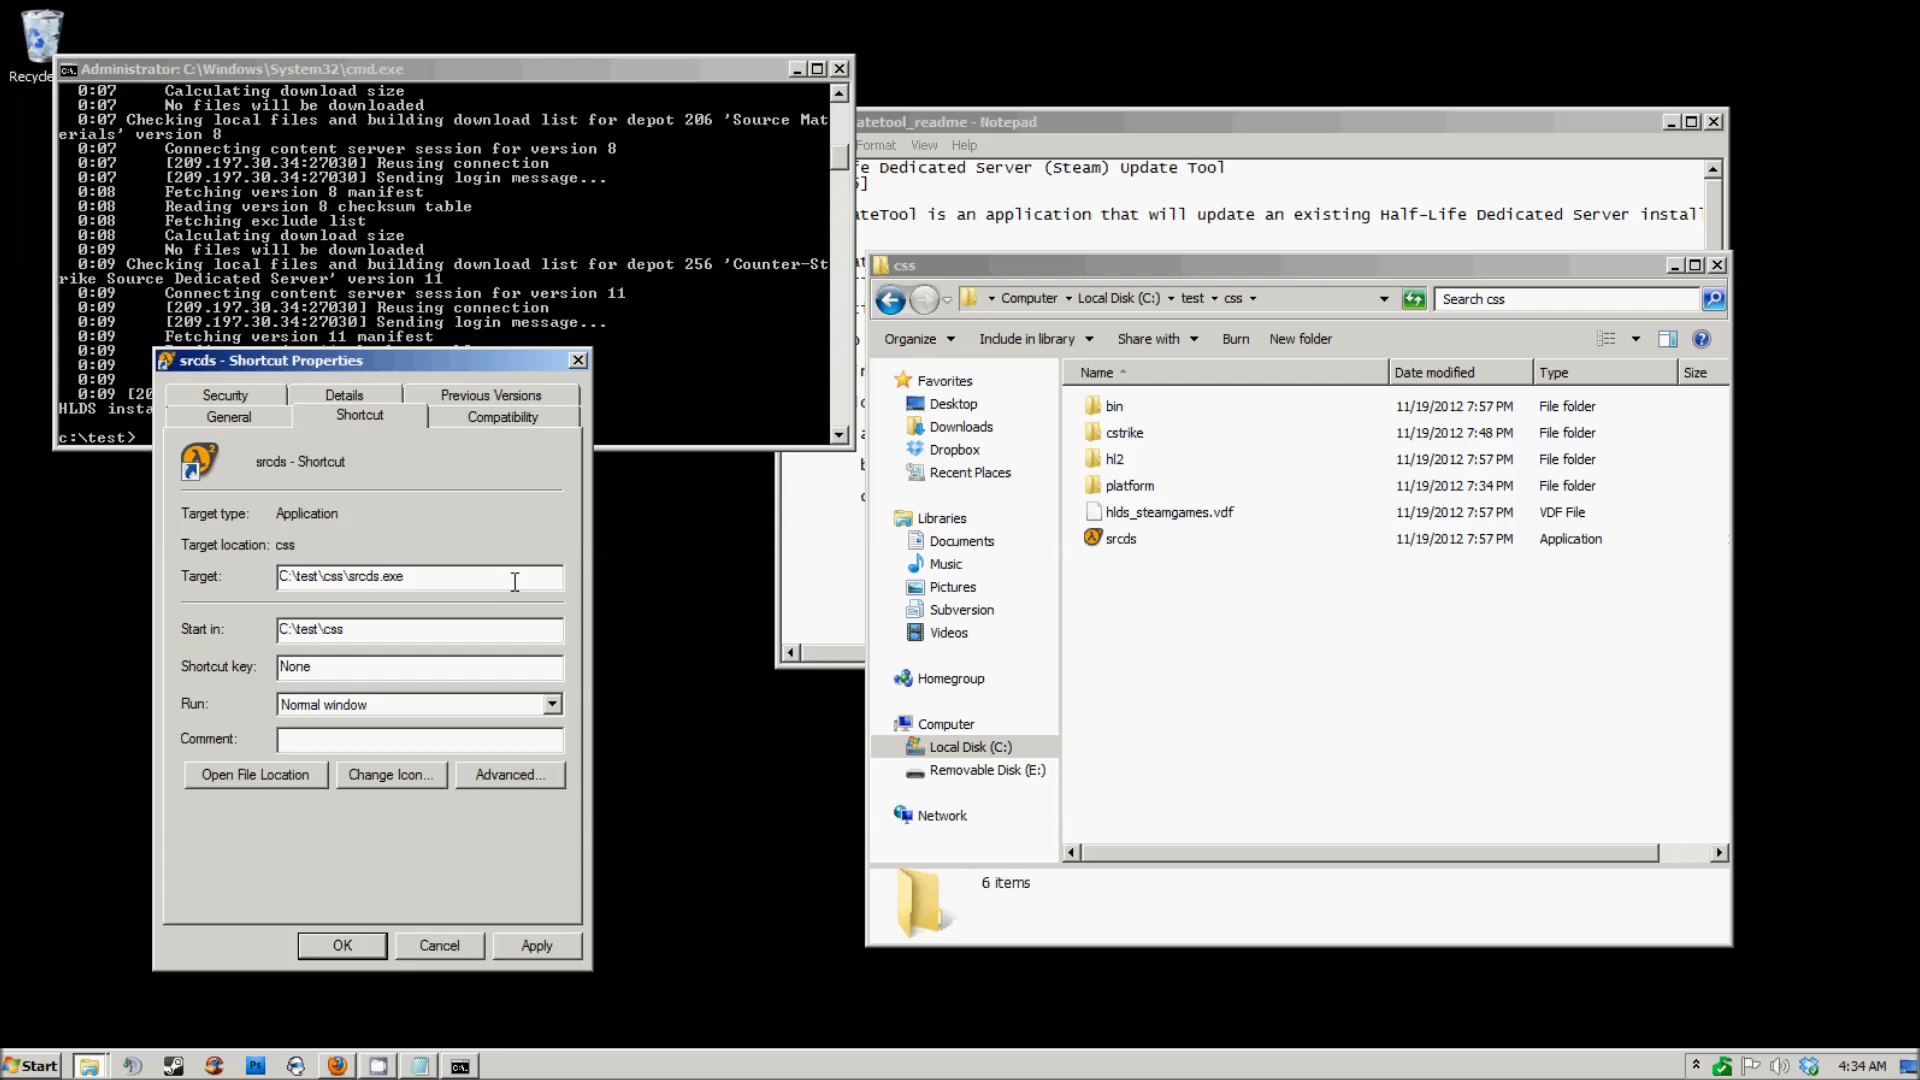 Recycle
Administrator: C:\Windows\System32\cmd.exe
0:07 Calculating download size
0:07 No files will be downloaded
0:07 Checking local files and building download list for depot 206 'Source Mat
erials' version 8
0:07 Connecting content server session for version 8
0:07 [209.197.30.34:27030] Reusing connection
0:07 [209.197.30.34:27030] Sending login message...
0:08 Fetching version 8 manifest
0:08 Reading version 8 checksum table
0:08 Fetching exclude list
0:08 Calculating download size
0:09 No files will be downloaded
0:09 Checking local files and building download list for depot 256 'Counter-St
rike Source Dedicated Server' version 11
0:09 Connecting content server session for version 11
0:09 [209.197.30.34:27030] Reusing connection
0:09 [209.197.30.34:27030] Sending login message...
0:09 Fetching version 11 manifest
0:09
0:09
0:09
0:09 [20
HLDS insta
c:\test>
atetool_readme - Notepad
Format View Help
fe Dedicated Server (Steam) Update Tool
ateTool is an application that will update an existing Half-Life Dedicated Server install
srcds - Shortcut Properties
Security Details Previous Versions
General Shortcut Compatibility
srcds - Shortcut
Target type: Application
Target location: css
Target: C:\test\css\srcds.exe
Start in: C:\test\css
Shortcut key: None
Run: Normal window
Comment:
Open File Location Change Icon... Advanced...
OK Cancel Apply
css
Computer Local Disk (C:) test css Search css
Organize Include in library Share with Burn New folder
Favorites
Desktop
Downloads
Dropbox
Recent Places
Libraries
Documents
Music
Pictures
Subversion
Videos
Homegroup
Computer
Local Disk (C:)
Removable Disk (E:)
Network
Name Date modified Type Size
bin 11/19/2012 7:57 PM File folder
cstrike 11/19/2012 7:48 PM File folder
hl2 11/19/2012 7:57 PM File folder
platform 11/19/2012 7:34 PM File folder
hlds_steamgames.vdf 11/19/2012 7:57 PM VDF File
srcds 11/19/2012 7:57 PM Application
6 items
Start 4:34 AM